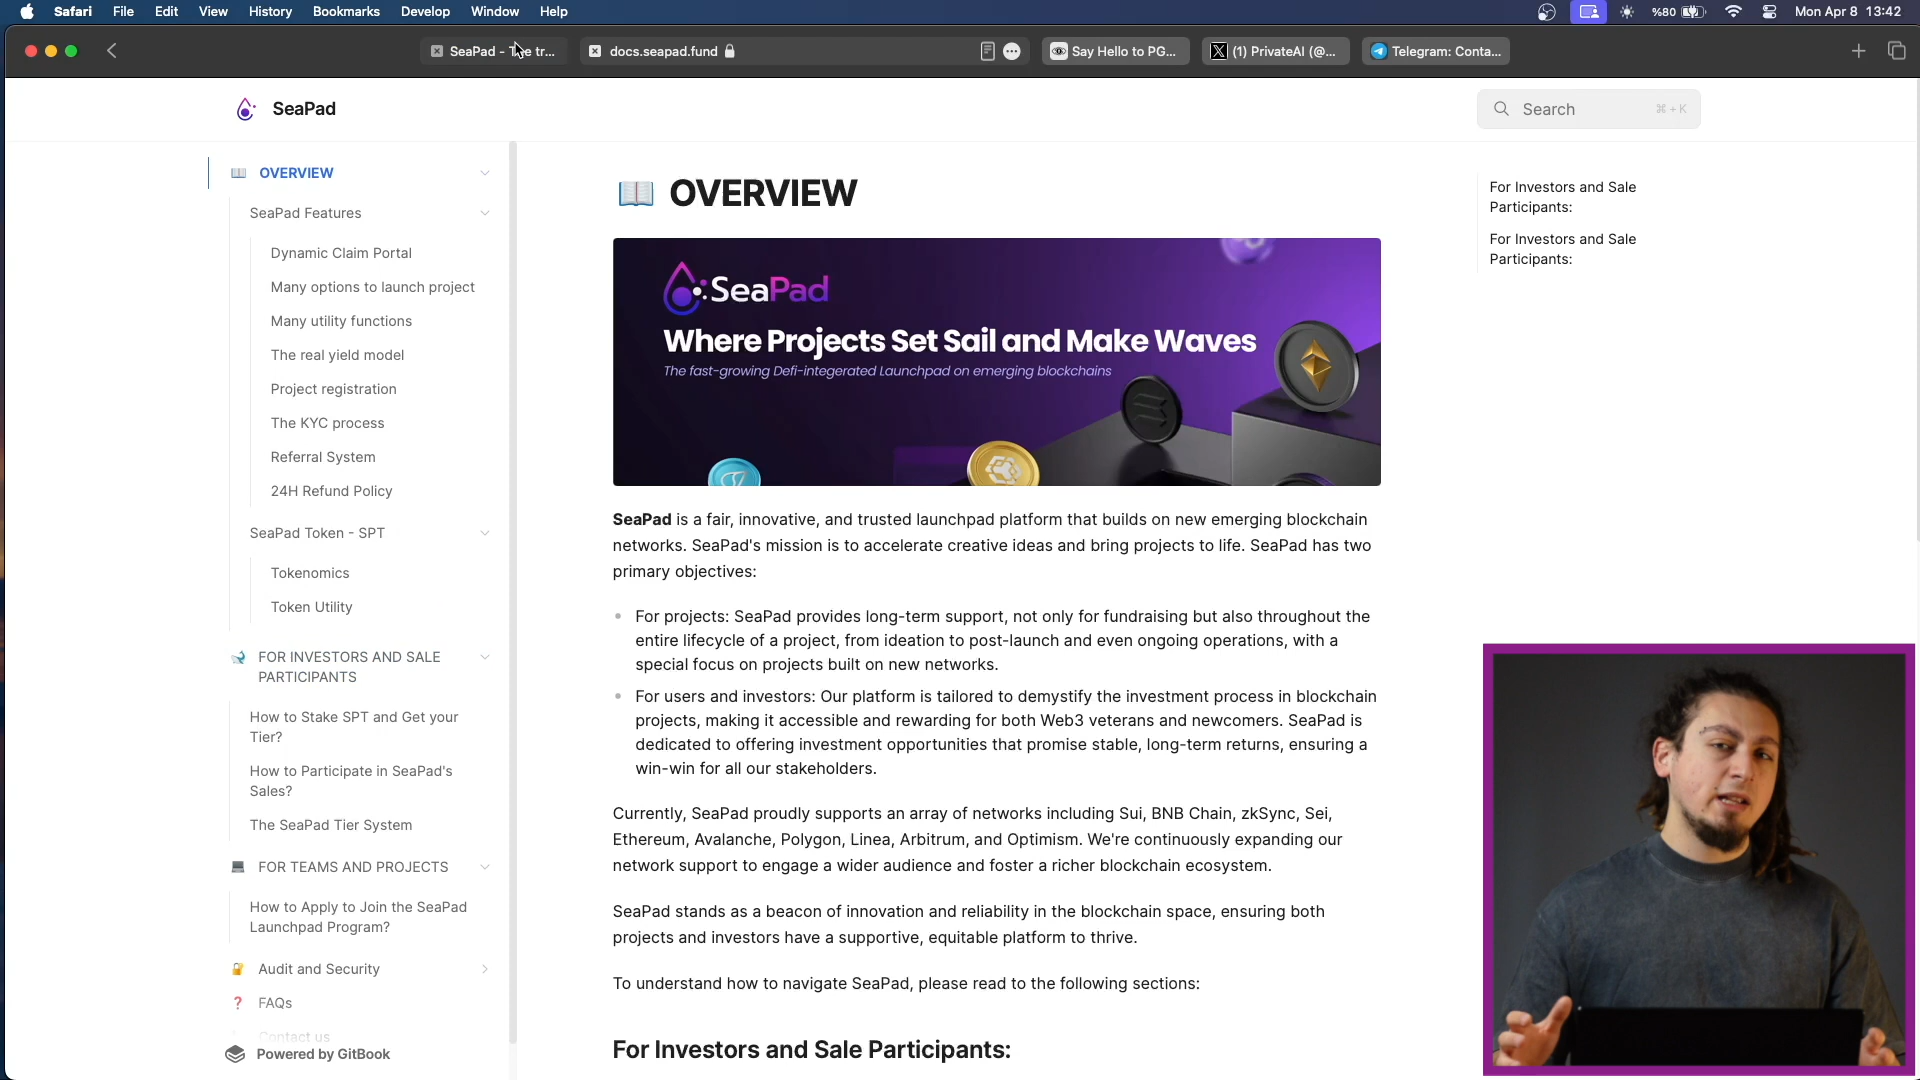 Safari File Edit View History Bookmarks Develop Window Help
%80 Mon Apr 8 13:42
SeaPad - The tr...
docs.seapad.fund
Say Hello to PG...
(1) PrivateAI (@...
Telegram: Conta...
SeaPad
Search ⌘+K
OVERVIEW
SeaPad Features
Dynamic Claim Portal
Many options to launch project
Many utility functions
The real yield model
Project registration
The KYC process
Referral System
24H Refund Policy
SeaPad Token - SPT
Tokenomics
Token Utility
FOR INVESTORS AND SALE
PARTICIPANTS
How to Stake SPT and Get your
Tier?
How to Participate in SeaPad's
Sales?
The SeaPad Tier System
FOR TEAMS AND PROJECTS
How to Apply to Join the SeaPad
Launchpad Program?
Audit and Security
FAQs
Contact us
Powered by GitBook
OVERVIEW
SeaPad
Where Projects Set Sail and Make Waves
The fast-growing Defi-integerated Launchpad on emerging blockchains
SeaPad is a fair, innovative, and trusted launchpad platform that builds on new emerging blockchain
networks. SeaPad's mission is to accelerate creative ideas and bring projects to life. SeaPad has two
primary objectives:
For projects: SeaPad provides long-term support, not only for fundraising but also throughout the
entire lifecycle of a project, from ideation to post-launch and even ongoing operations, with a
special focus on projects built on new networks.
For users and investors: Our platform is tailored to demystify the investment process in blockchain
projects, making it accessible and rewarding for both Web3 veterans and newcomers. SeaPad is
dedicated to offering investment opportunities that promise stable, long-term returns, ensuring a
win-win for all our stakeholders.
Currently, SeaPad proudly supports an array of networks including Sui, BNB Chain, zkSync, Sei,
Ethereum, Avalanche, Polygon, Linea, Arbitrum, and Optimism. We're continuously expanding our
network support to engage a wider audience and foster a richer blockchain ecosystem.
SeaPad stands as a beacon of innovation and reliability in the blockchain space, ensuring both
projects and investors have a supportive, equitable platform to thrive.
To understand how to navigate SeaPad, please read to the following sections:
For Investors and Sale Participants:
For Investors and Sale
Participants:
For Investors and Sale
Participants: